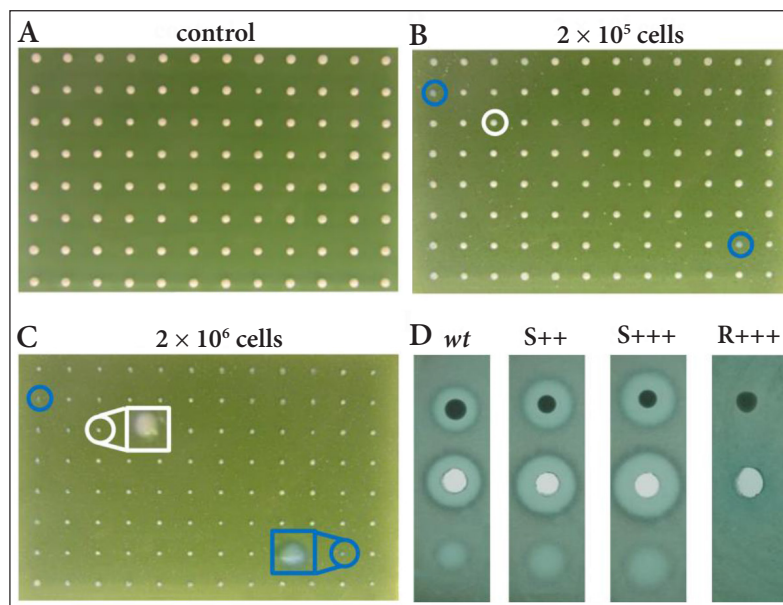 A control
B 2 × 10⁵ cells
C 2 × 10⁶ cells
D wt S++ S+++ R+++